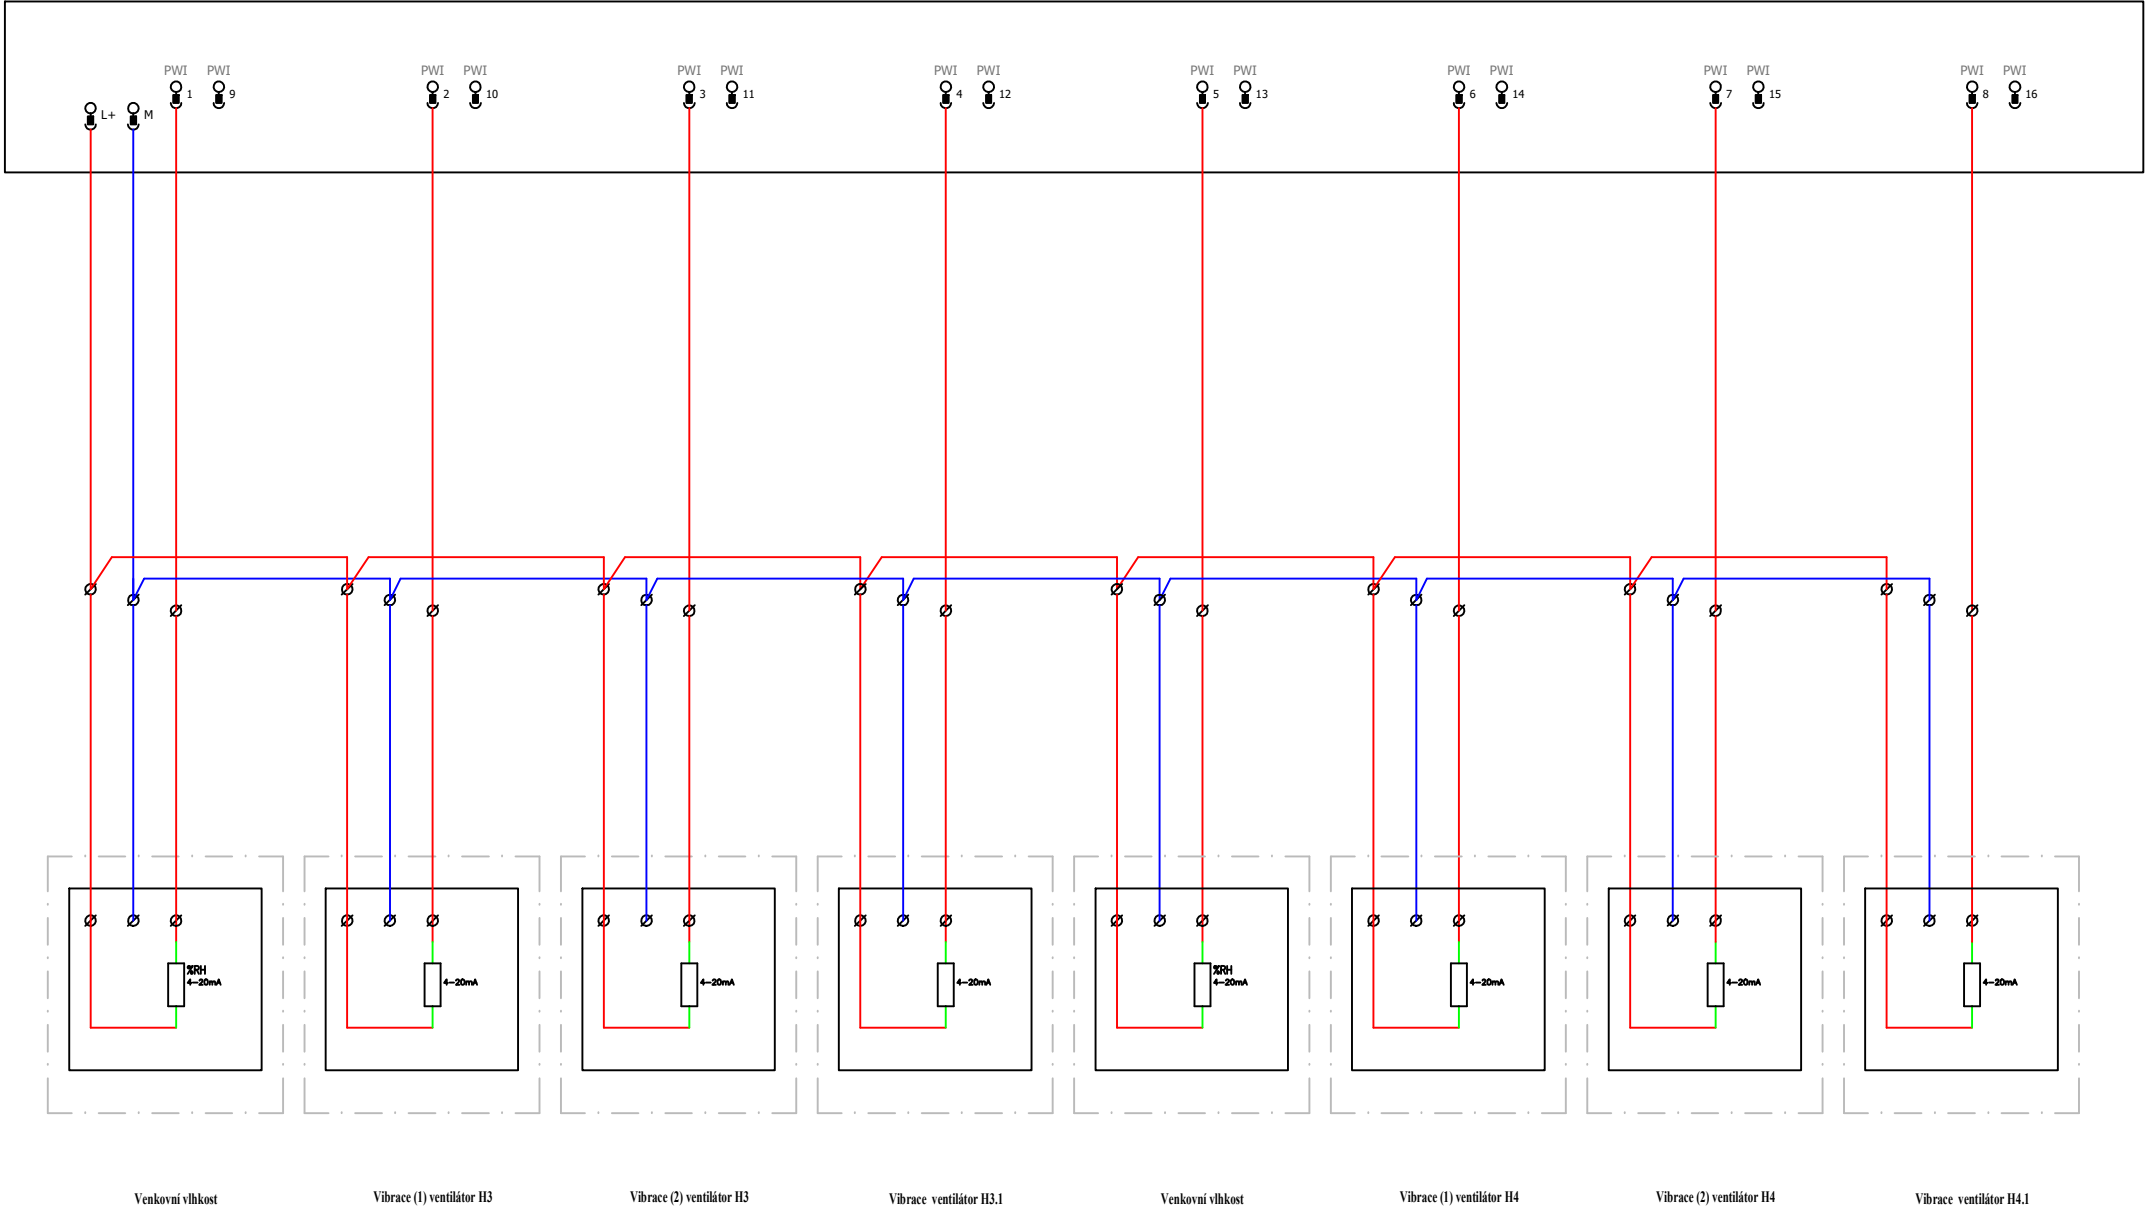 PWI PWI PWI PWI PWI PWI PWI PWI PWI PWI PWI PWI PWI PWI PWI PWI
1 9 2 10 3 11 4 12 5 13 6 14 7 15 8 16
L+ M
%RH %RH
4-20mA 4-20mA 4-20mA 4-20mA 4-20mA 4-20mA 4-20mA 4-20mA
Venkovní vlhkost Vibrace (1) ventilátor H3 Vibrace (2) ventilátor H3 Vibrace ventilátor H3.1 Venkovní vlhkost Vibrace (1) ventilátor H4 Vibrace (2) ventilátor H4 Vibrace ventilátor H4.1